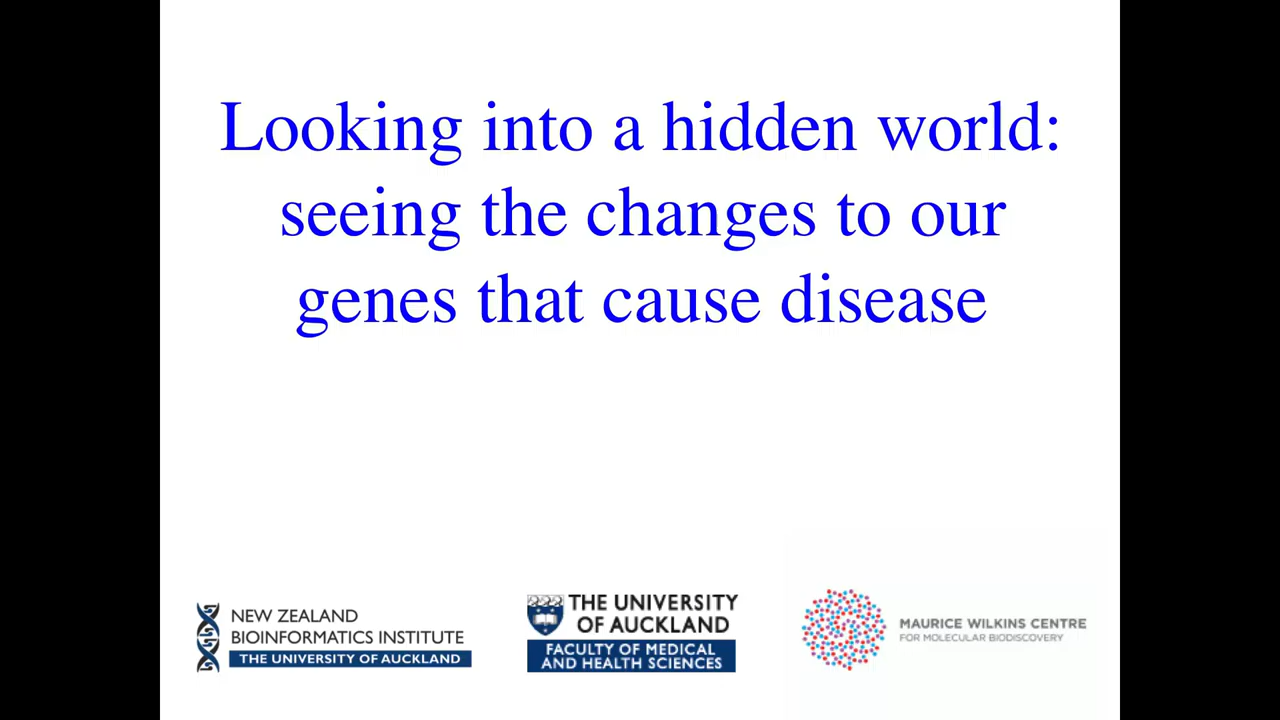 Looking into a hidden world:
seeing the changes to our
genes that cause disease
NEW ZEALAND
BIOINFORMATICS INSTITUTE
THE UNIVERSITY OF AUCKLAND
THE UNIVERSITY
OF AUCKLAND
FACULTY OF MEDICAL
AND HEALTH SCIENCES
MAURICE WILKINS CENTRE
FOR MOLECULAR BIODISCOVERY